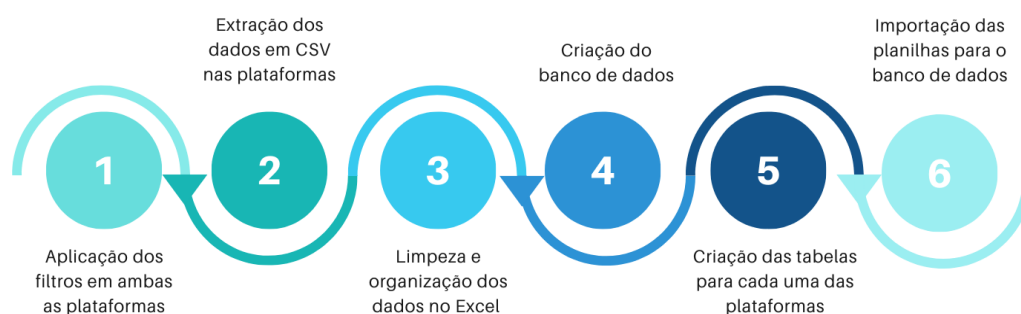 1
Aplicação dos
filtros em ambas
as plataformas
Extração dos
dados em CSV
nas plataformas
2
3
Limpeza e
organização dos
dados no Excel
Criação do
banco de dados
4
5
Criação das tabelas
para cada uma das
plataformas
Importação das
planilhas para o
banco de dados
6